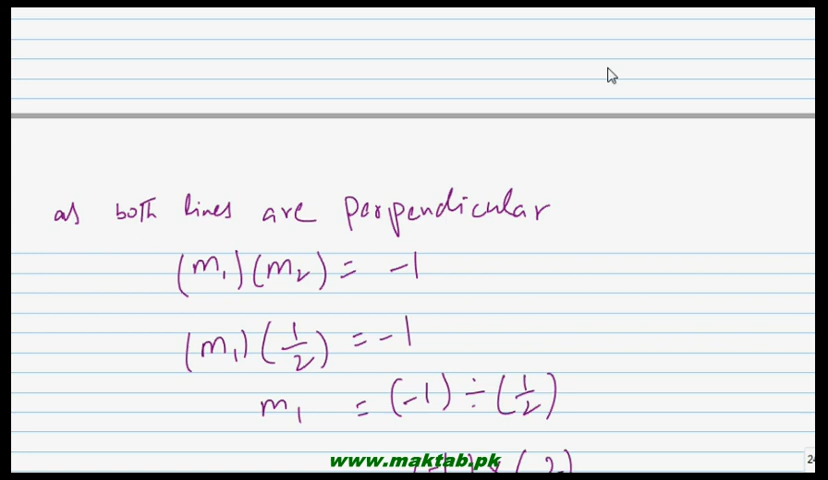 as both lines are perpendicular
(m₁)(m₂) = -1
(m₁)(1/2) = -1
m₁ = (-1) ÷ (1/2)
www.maktab.pk